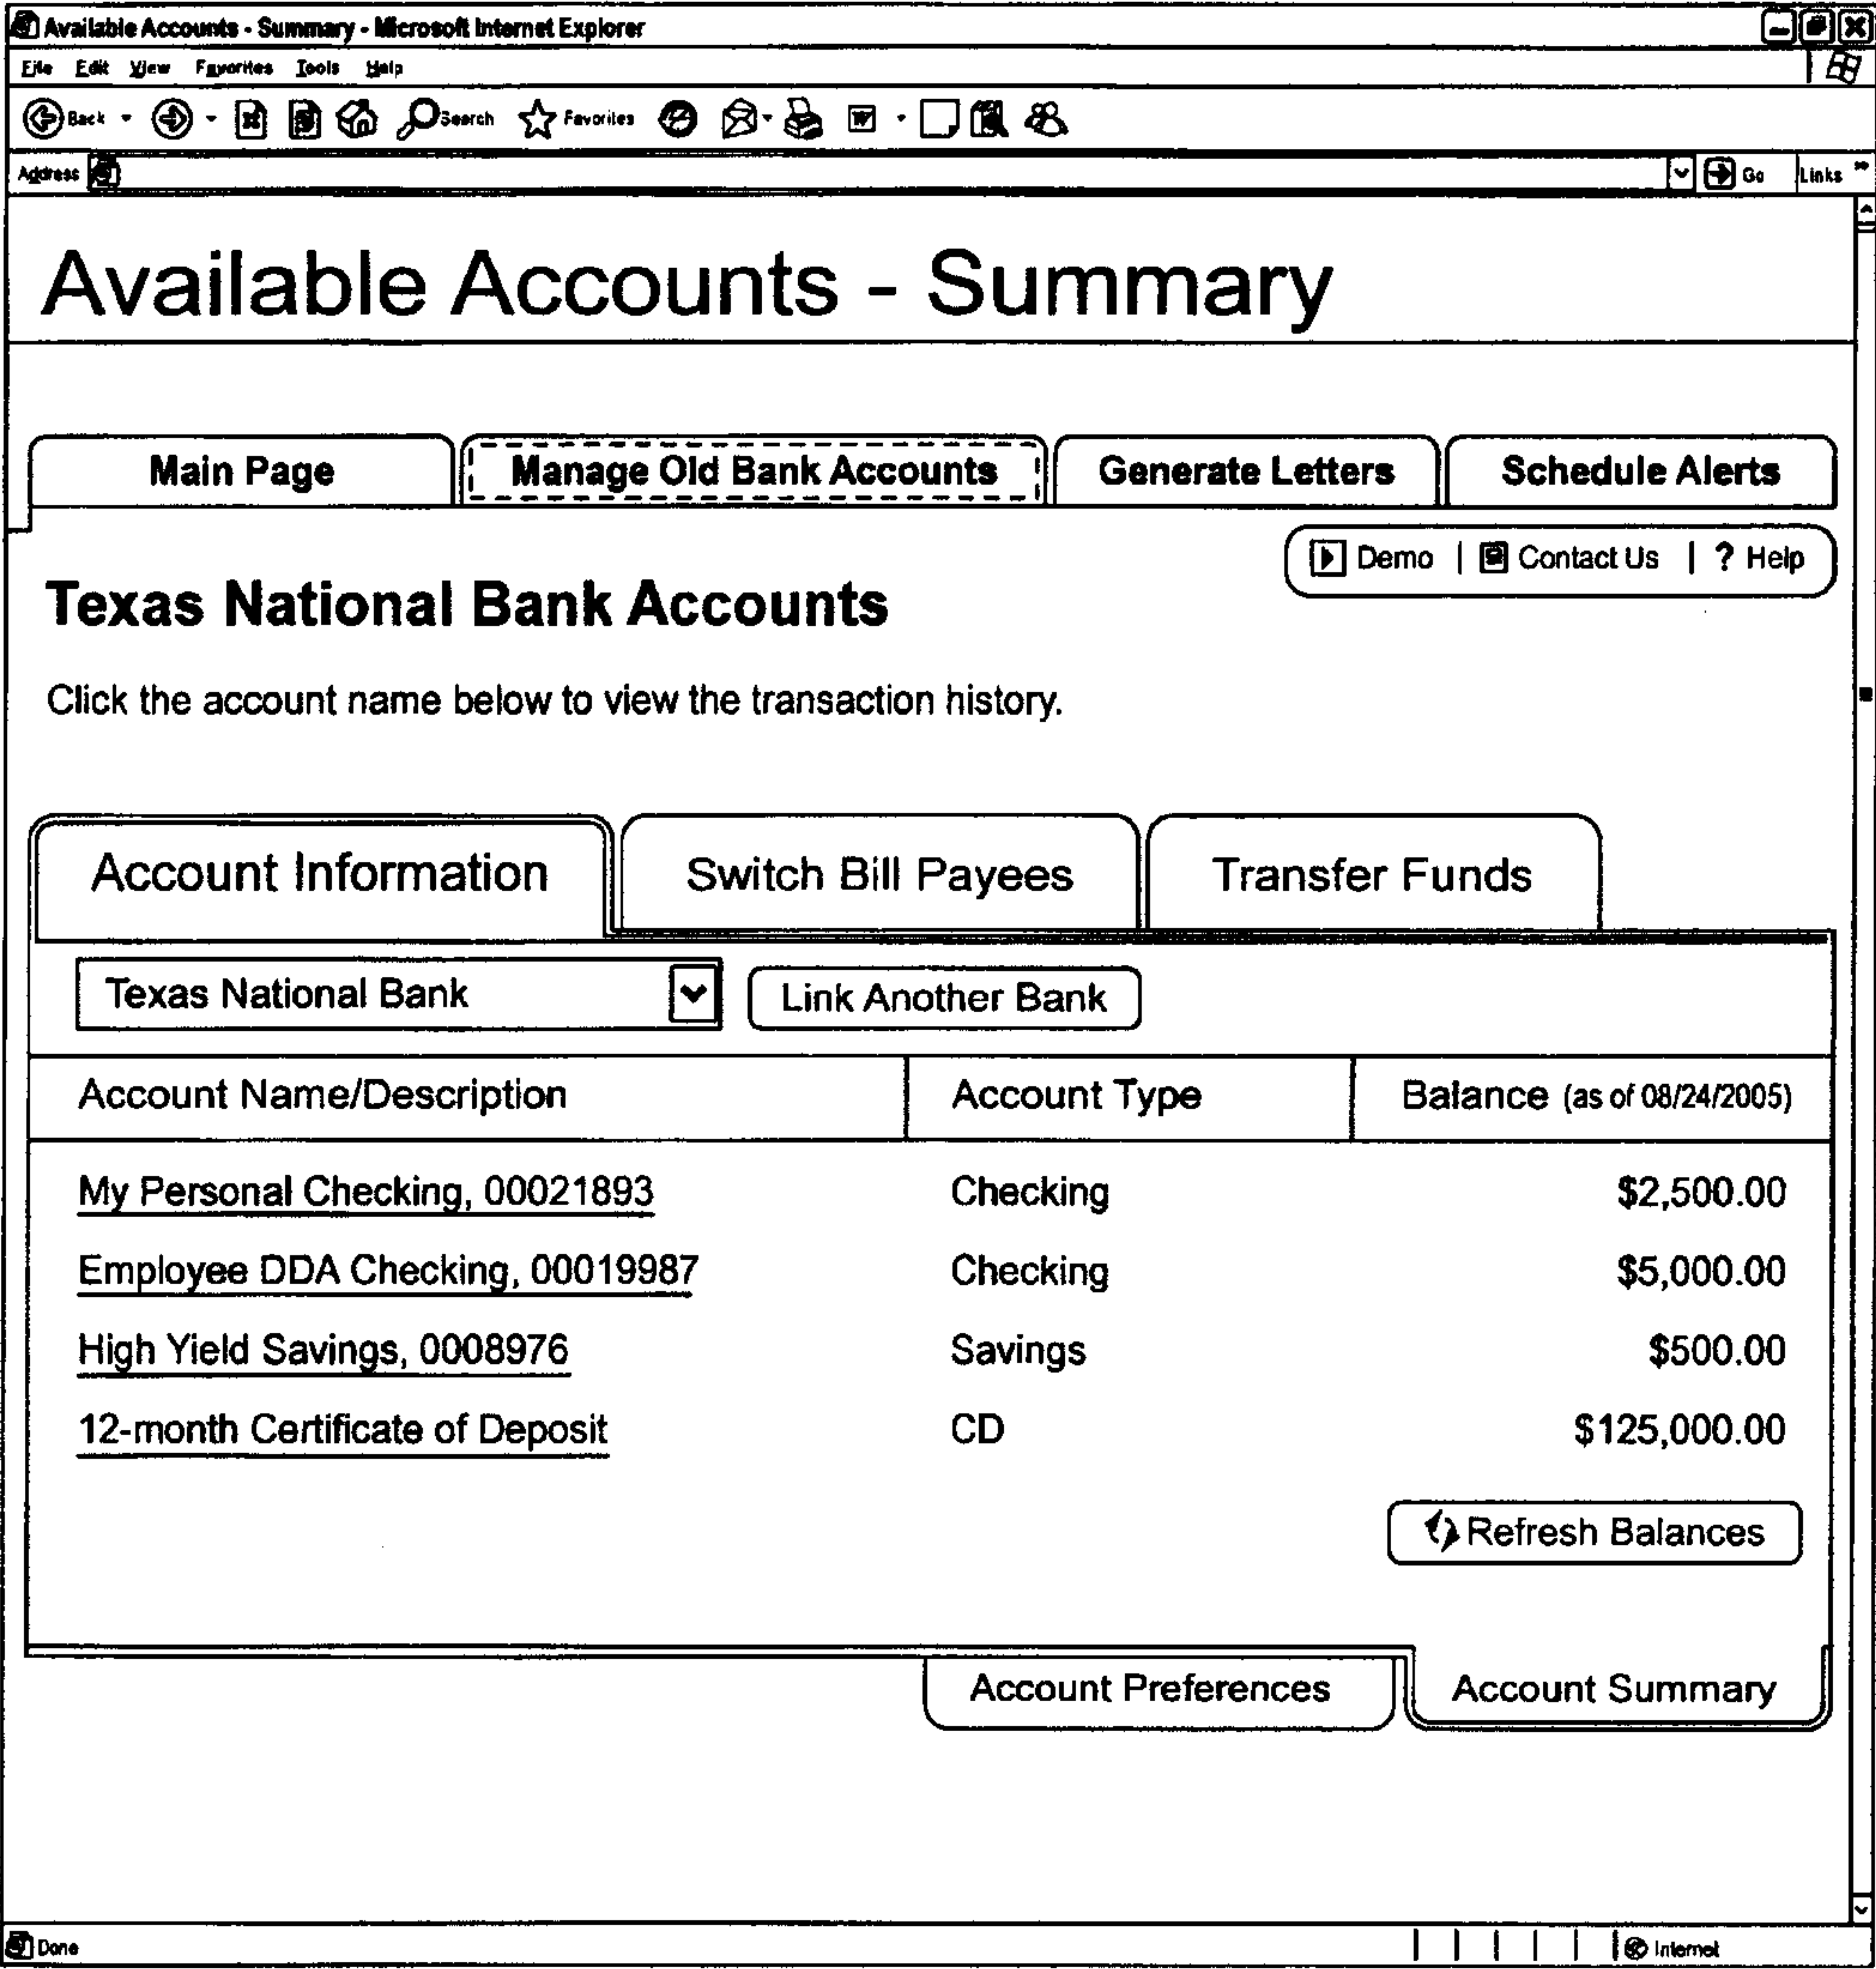 Available Accounts - Summary - Microsoft Internet Explorer
File Edit View Favorites Tools Help
Back Search Favorites
Address Go Links »
Available Accounts - Summary
Main Page Manage Old Bank Accounts Generate Letters Schedule Alerts
Demo | Contact Us | ? Help
Texas National Bank Accounts
Click the account name below to view the transaction history.
Account Information Switch Bill Payees Transfer Funds
Texas National Bank Link Another Bank
Account Name/Description Account Type Balance (as of 08/24/2005)
My Personal Checking, 00021893 Checking $2,500.00
Employee DDA Checking, 00019987 Checking $5,000.00
High Yield Savings, 0008976 Savings $500.00
12-month Certificate of Deposit CD $125,000.00
Refresh Balances
Account Preferences Account Summary
Done Internet